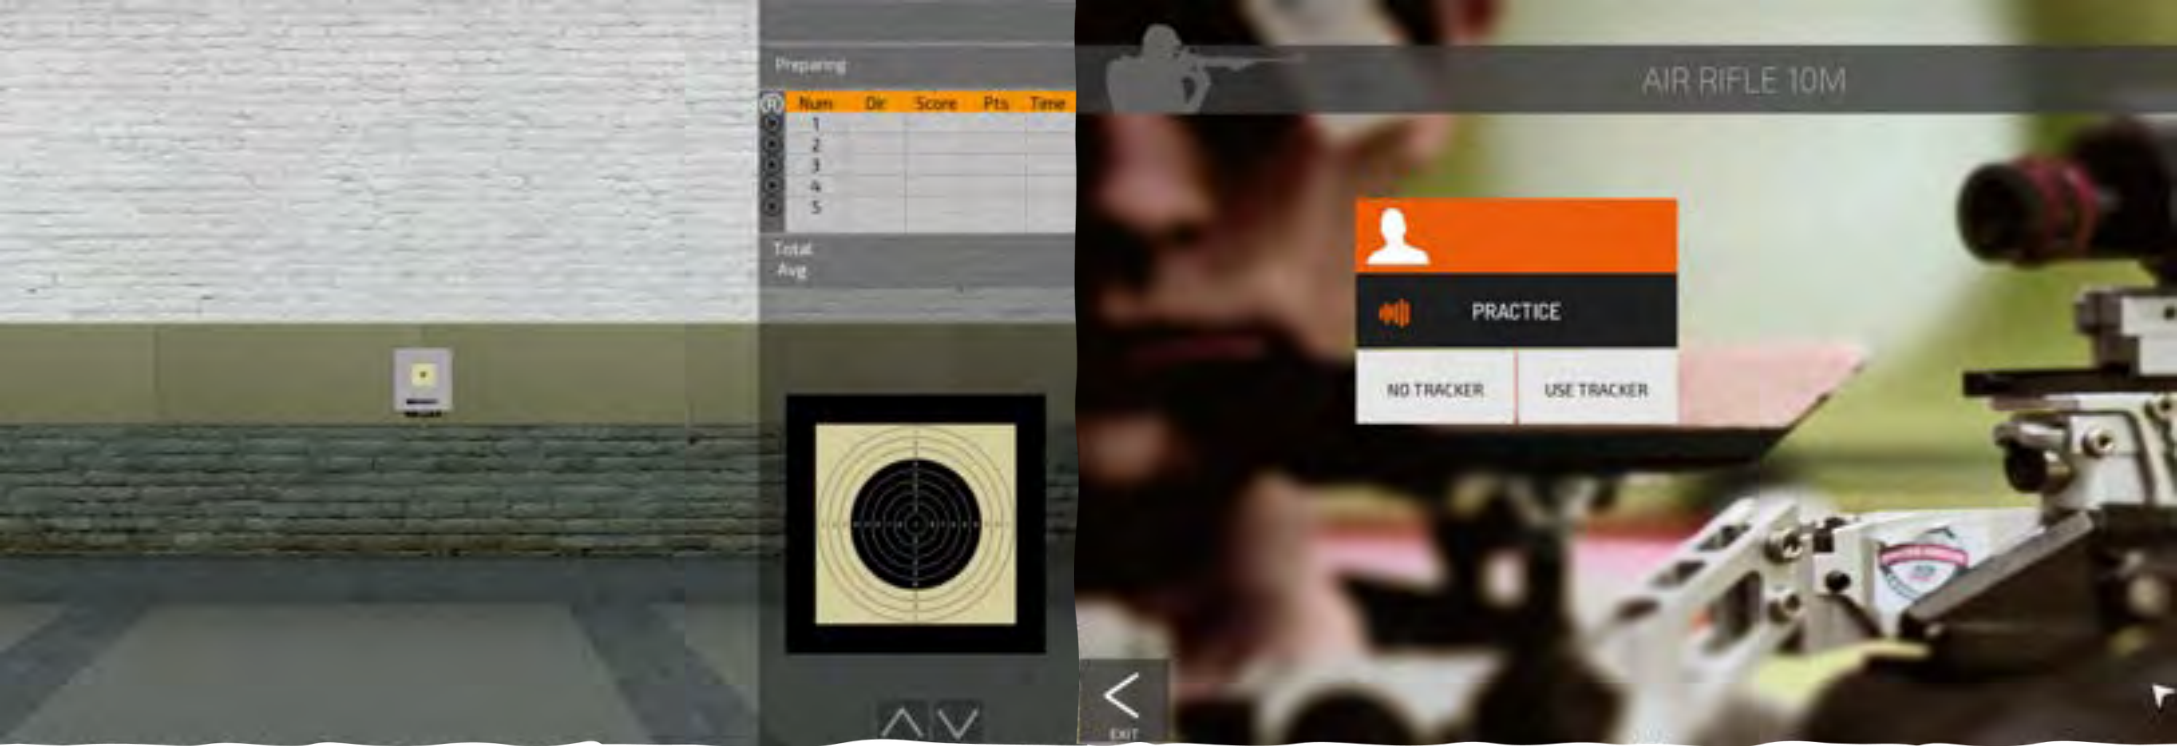 Preparing
Num Dir Score Pts Time
1
2
3
4
5
Total
Avg
AIR RIFLE 10M
PRACTICE
NO TRACKER USE TRACKER
EXIT